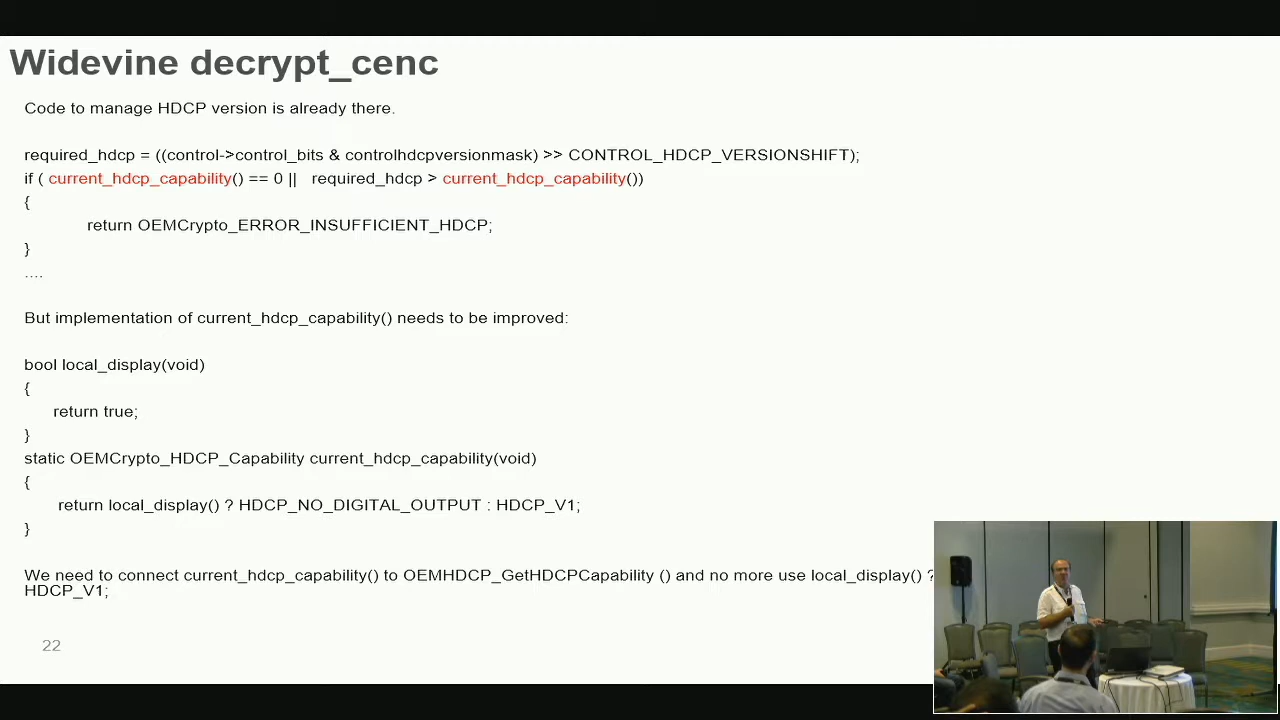 Widevine decrypt_cenc
Code to manage HDCP version is already there.
required_hdcp = ((control->control_bits & controlhdcpversionmask) >> CONTROL_HDCP_VERSIONSHIFT);
if ( current_hdcp_capability() == 0 || required_hdcp > current_hdcp_capability())
{
return OEMCrypto_ERROR_INSUFFICIENT_HDCP;
}
....
But implementation of current_hdcp_capability() needs to be improved:
bool local_display(void)
{
return true;
}
static OEMCrypto_HDCP_Capability current_hdcp_capability(void)
{
return local_display() ? HDCP_NO_DIGITAL_OUTPUT : HDCP_V1;
}
We need to connect current_hdcp_capability() to OEMHDCP_GetHDCPCapability () and no more use local_display() ?
HDCP_V1;
22